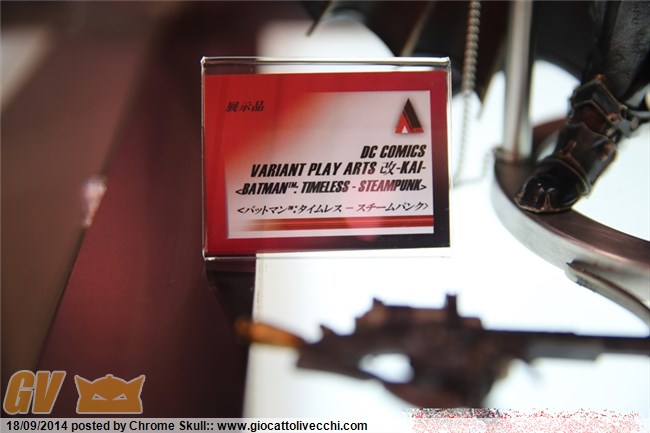 展示品
DC COMICS
VARIANT PLAY ARTS 改-KAI-
<BATMAN™: TIMELESS - STEAMPUNK>
<バットマン™:タイムレス − スチームパンク>
GV
18/09/2014 posted by Chrome Skull:: www.giocattolivecchi.com